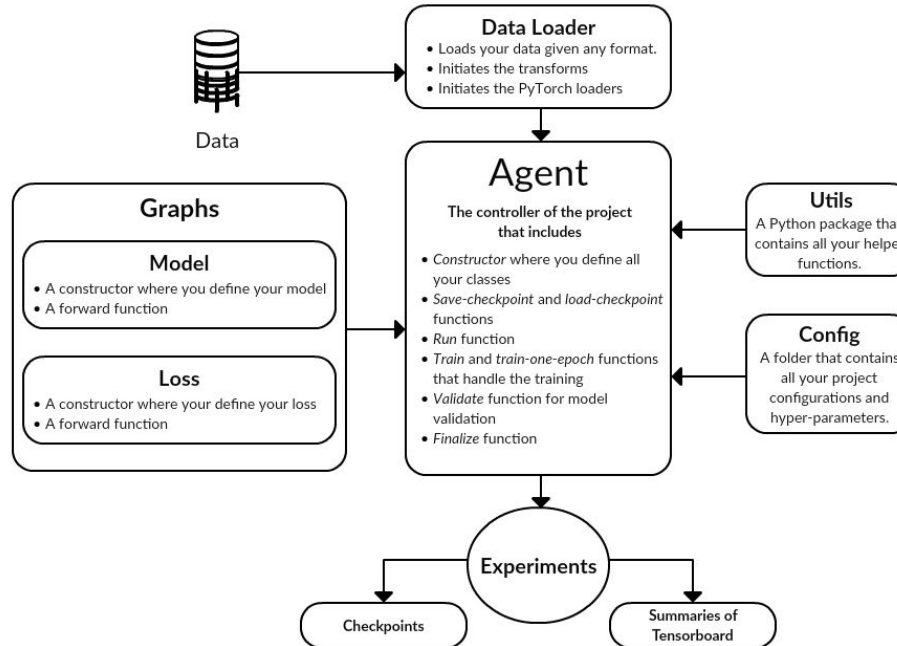 Data Loader
• Loads your data given any format.
• Initiates the transforms
• Initiates the PyTorch loaders
Data
Agent
The controller of the project
that includes
• Constructor where you define all
your classes
• Save-checkpoint and load-checkpoint
functions
• Run function
• Train and train-one-epoch functions
that handle the training
• Validate function for model
validation
• Finalize function
Graphs
Model
• A constructor where you define your model
• A forward function
Loss
• A constructor where your define your loss
• A forward function
Utils
A Python package tha
contains all your helpe
functions.
Config
A folder that contains
all your project
configurations and
hyper-parameters.
Experiments
Checkpoints
Summaries of
Tensorboard